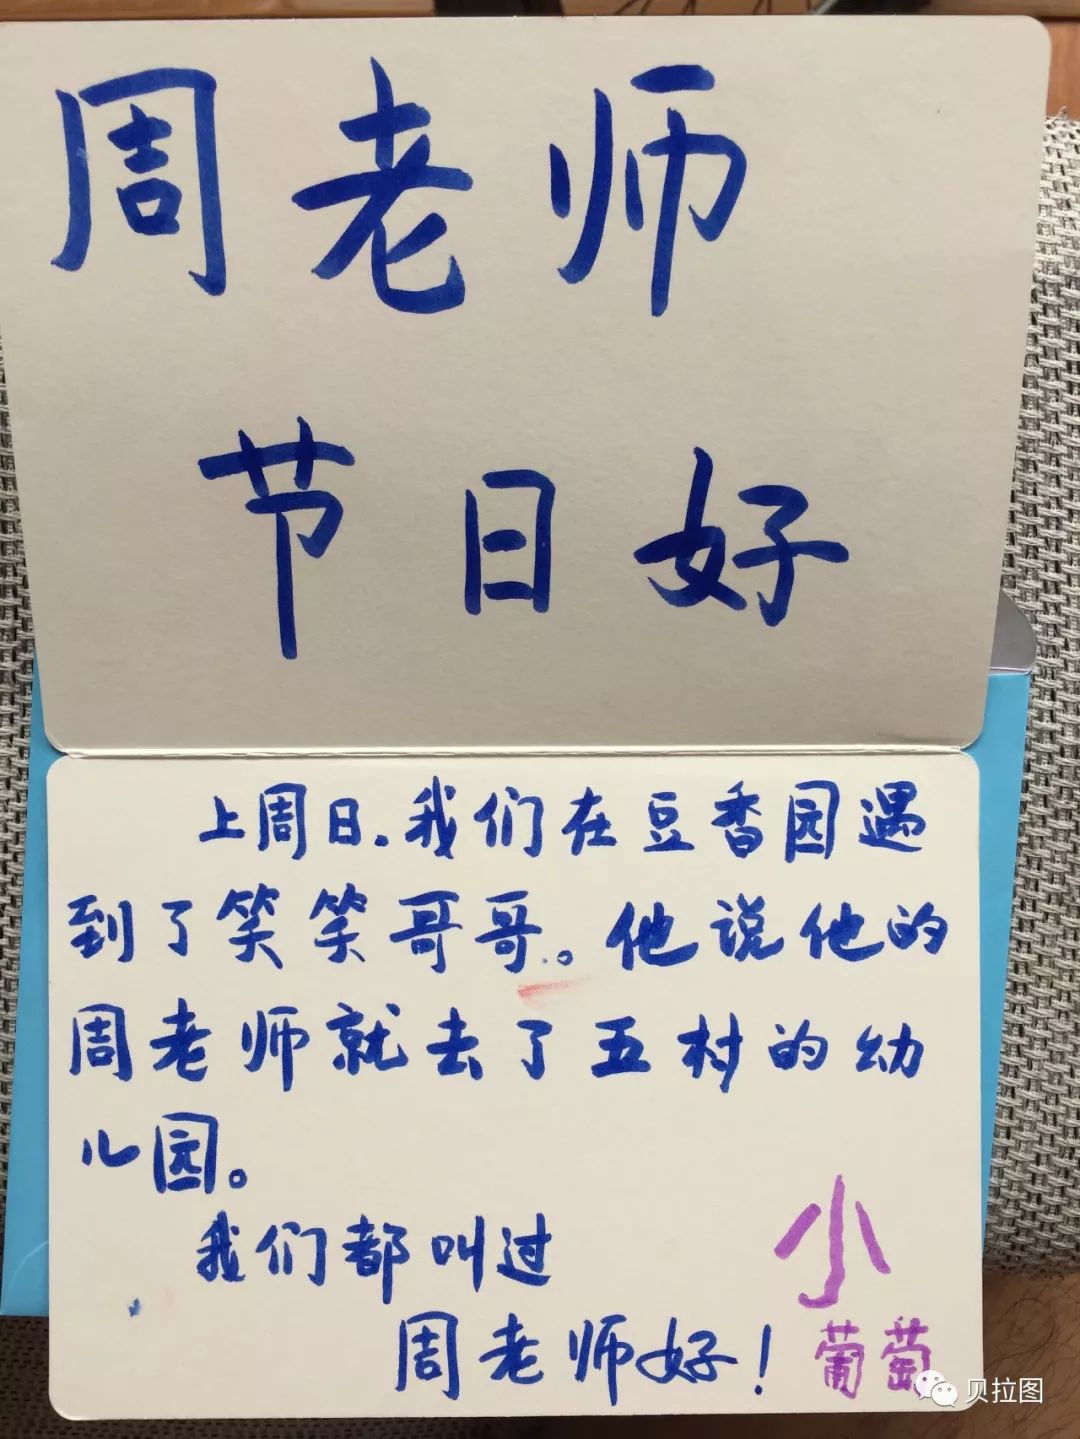 周老师
节日好
上周日.我们在豆香园遇
到了笑笑哥哥。他说他的
周老师就去了五村的幼
儿园。
我们都叫过
周老师好！
小
葡萄
贝拉图